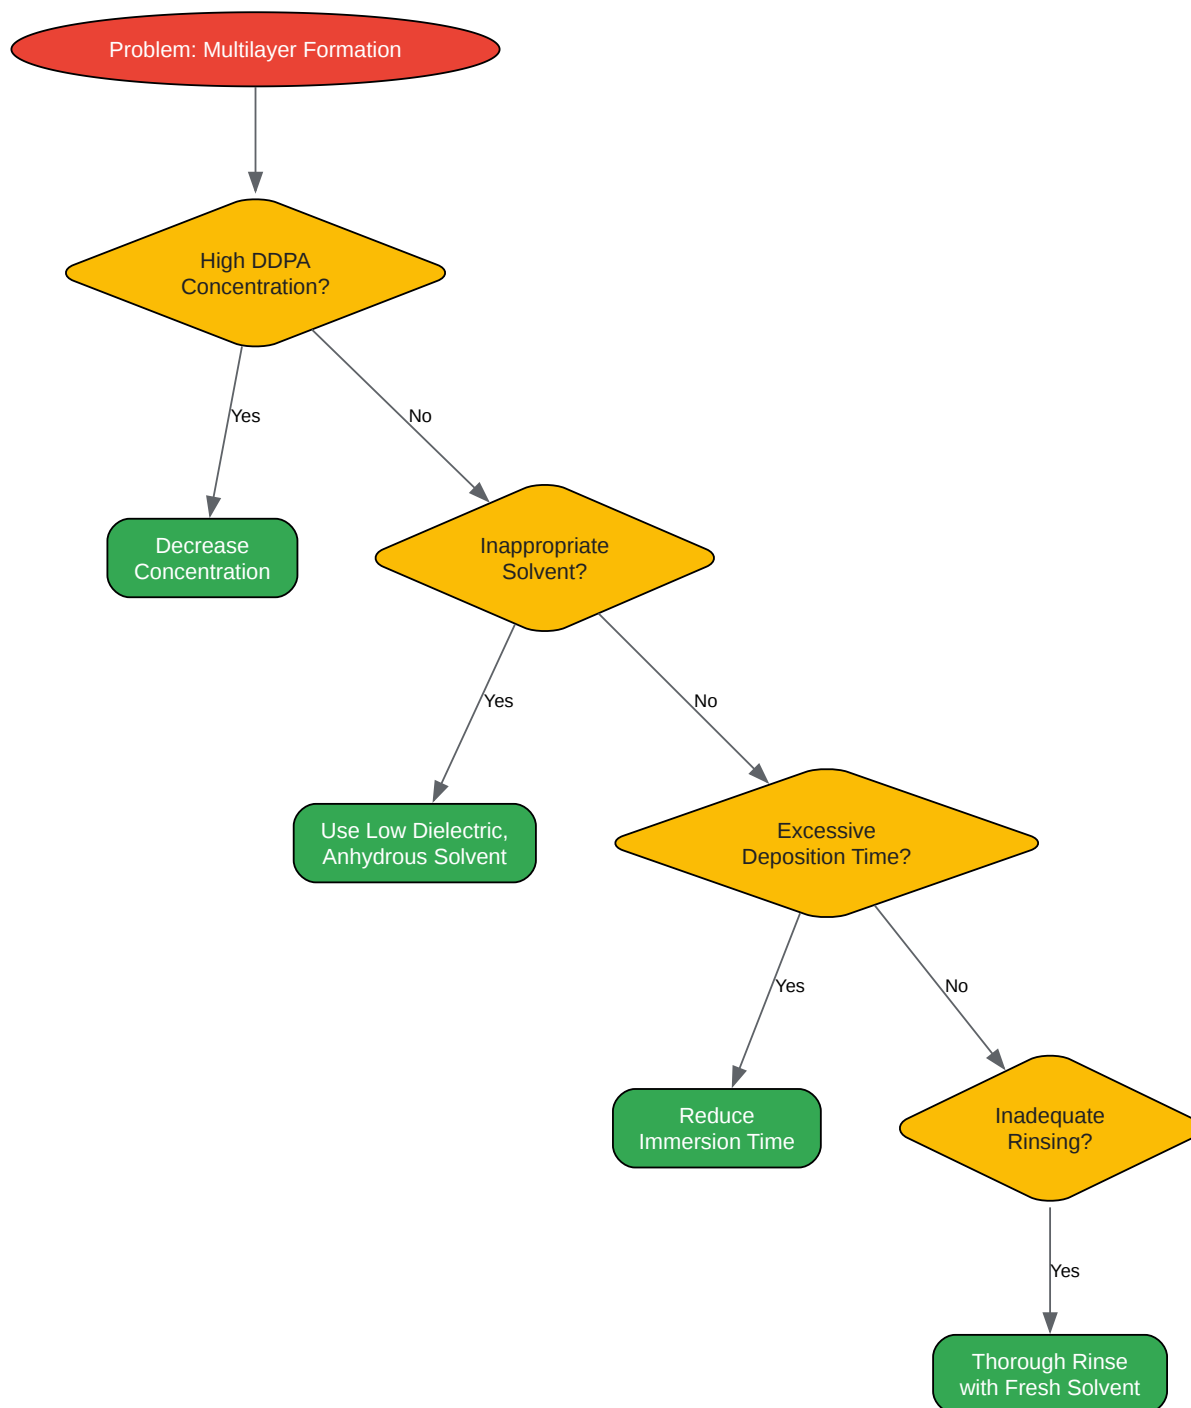 Problem: Multilayer Formation
High DDPA
Concentration?
Yes
No
Decrease
Concentration
Inappropriate
Solvent?
Yes
No
Use Low Dielectric,
Anhydrous Solvent
Excessive
Deposition Time?
Yes
No
Reduce
Immersion Time
Inadequate
Rinsing?
Yes
Thorough Rinse
with Fresh Solvent